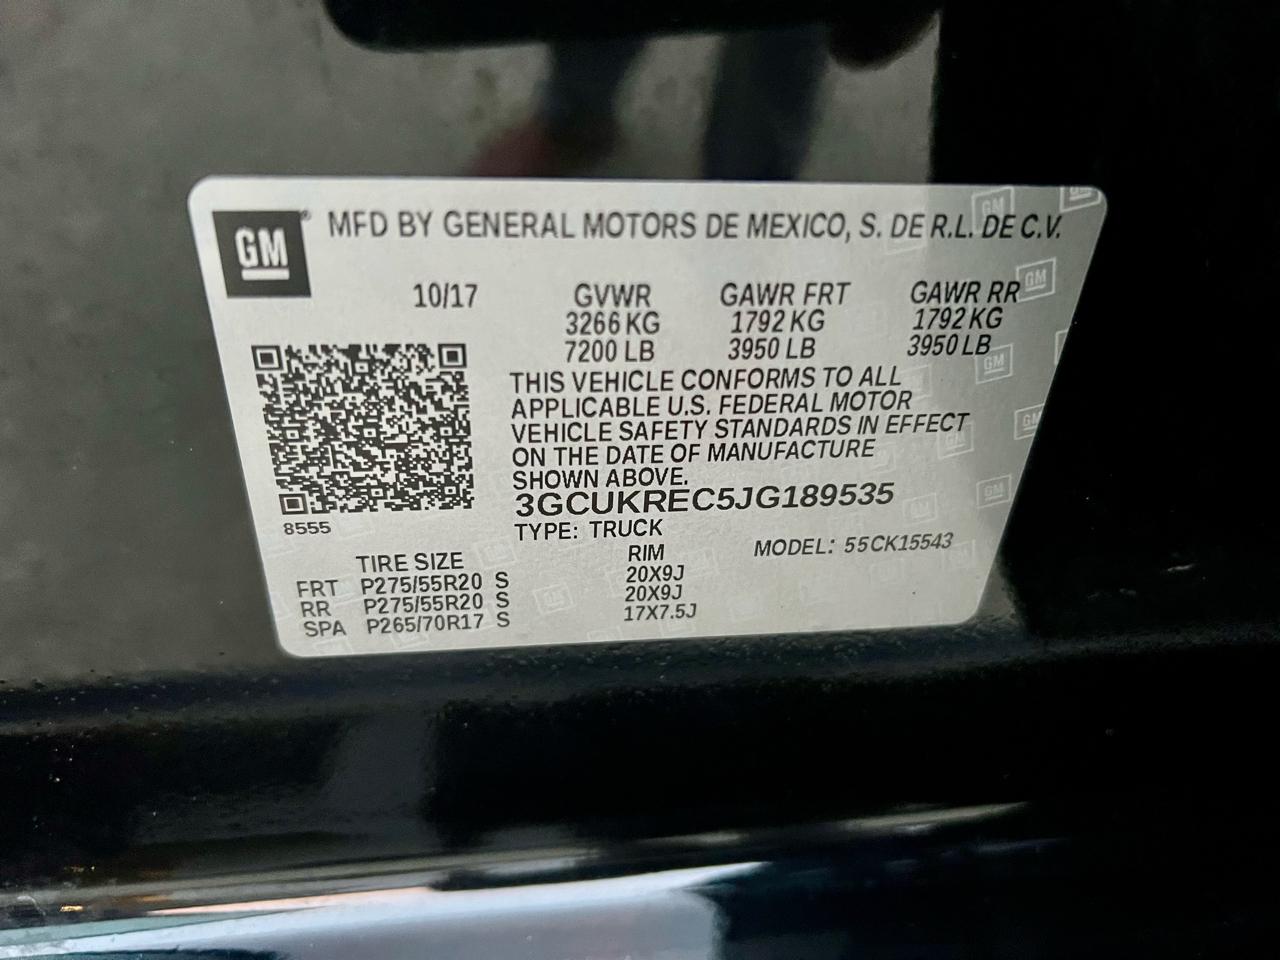 GM® MFD BY GENERAL MOTORS DE MEXICO, S. DE R.L. DE C.V.
10/17 GVWR GAWR FRT GAWR RR
3266 KG 1792 KG 1792 KG
7200 LB 3950 LB 3950 LB
THIS VEHICLE CONFORMS TO ALL
APPLICABLE U.S. FEDERAL MOTOR
VEHICLE SAFETY STANDARDS IN EFFECT
ON THE DATE OF MANUFACTURE
SHOWN ABOVE.
3GCUKREC5JG189535
8555
TYPE: TRUCK MODEL: 55CK15543
TIRE SIZE RIM
FRT P275/55R20 S 20X9J
RR P275/55R20 S 20X9J
SPA P265/70R17 S 17X7.5J